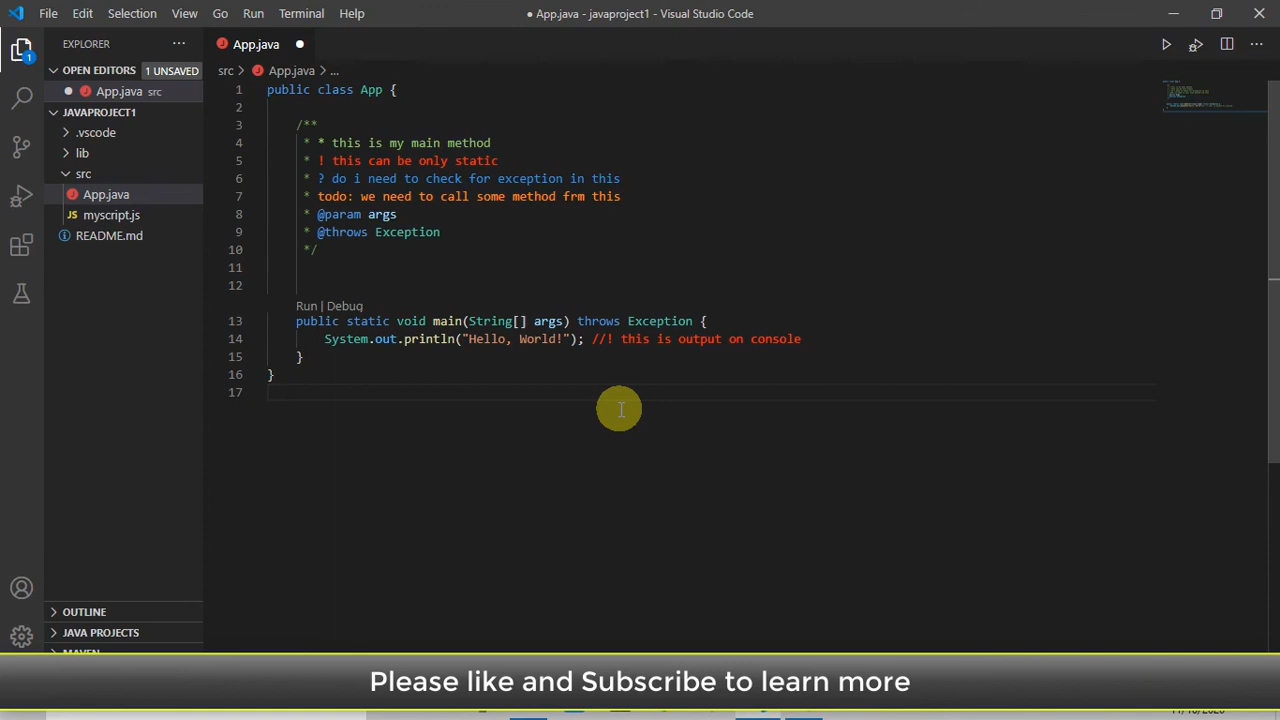 File Edit Selection View Go Run Terminal Help
● App.java - javaproject1 - Visual Studio Code
EXPLORER
OPEN EDITORS 1 UNSAVED
App.java src
JAVAPROJECT1
.vscode
lib
src
App.java
JS myscript.js
README.md
OUTLINE
JAVA PROJECTS
MAVEN
1
App.java
src > App.java > ...
1 public class App {
2
3 /**
4 * * this is my main method
5 * ! this can be only static
6 * ? do i need to check for exception in this
7 * todo: we need to call some method frm this
8 * @param args
9 * @throws Exception
10 */
11
12
Run | Debug
13 public static void main(String[] args) throws Exception {
14 System.out.println("Hello, World!"); //! this is output on console
15 }
16 }
17
Please like and Subscribe to learn more